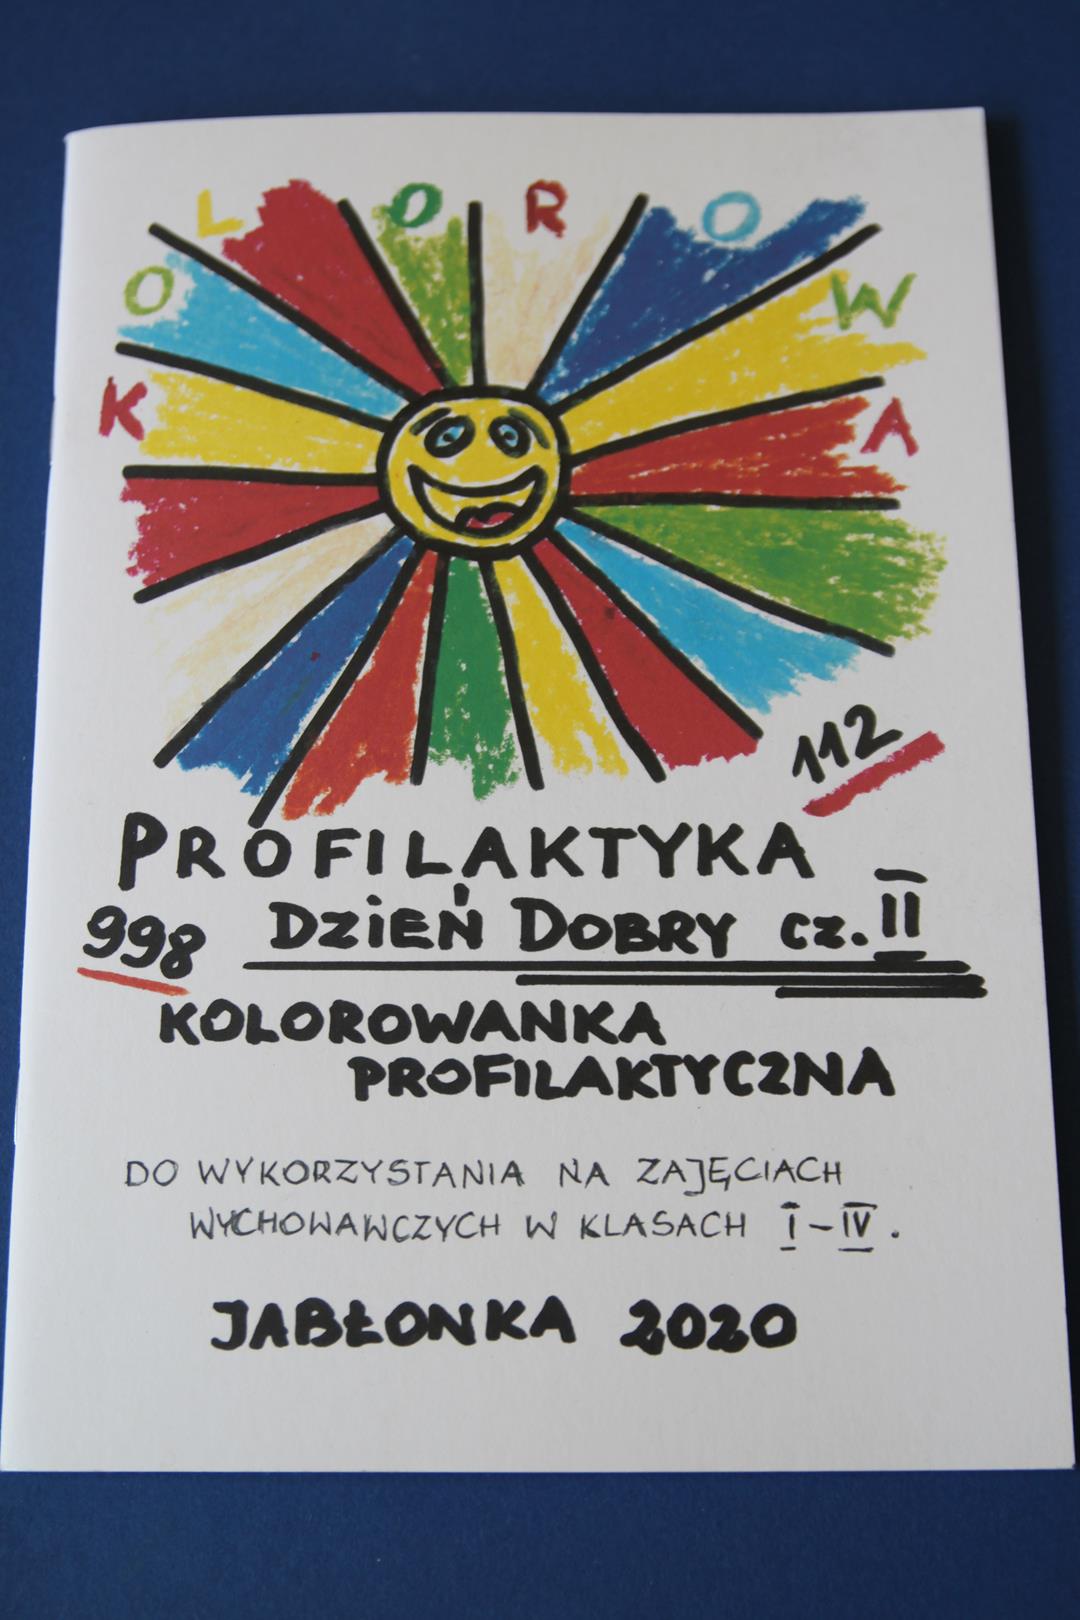 KOLOROWA
112
PROFILAKTYKA
998
DZIEŃ DOBRY CZ. II
KOLOROWANKA
PROFILAKTYCZNA
DO WYKORZYSTANIA NA ZAJĘCIACH
WYCHOWAWCZYCH W KLASACH I-IV.
JABŁONKA 2020